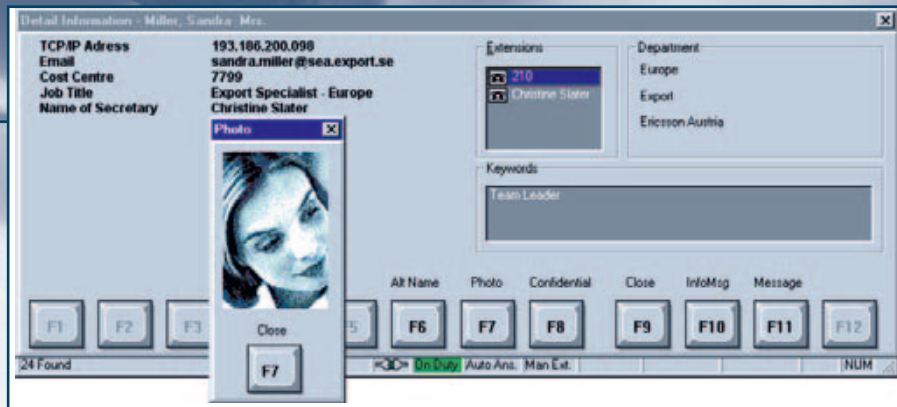 Detail Information - Miller, Sandra Mrs.
TCP/IP Adress 193.186.200.098
Email sandra.miller@sea.export.se
Cost Centre 7799
Job Title Export Specialist - Europe
Name of Secretary Christine Slater
Extensions
210
Christine Slater
Department
Europe
Export
Ericsson Austria
Keywords
Team Leader
Photo
Close
F7
Alt Name Photo Confidential Close InfoMsg Message
F1 F2 F3 F5 F6 F7 F8 F9 F10 F11 F12
24 Found On Duty Auto Ans. Man Ext. NUM